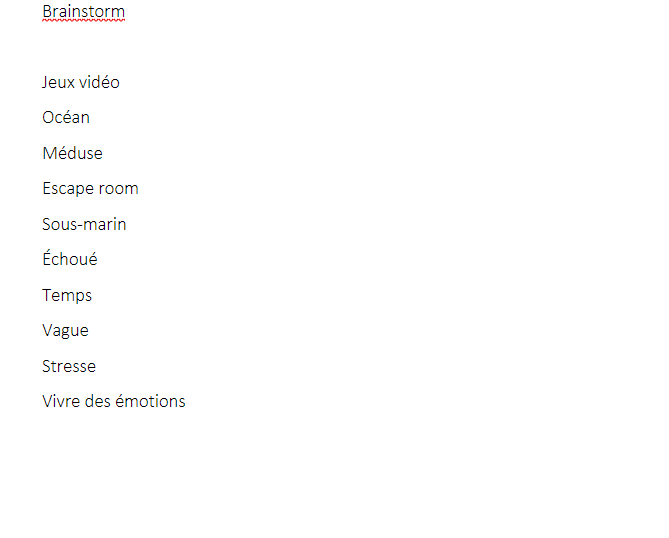 Brainstorm
Jeux vidéo
Océan
Méduse
Escape room
Sous-marin
Échoué
Temps
Vague
Stresse
Vivre des émotions